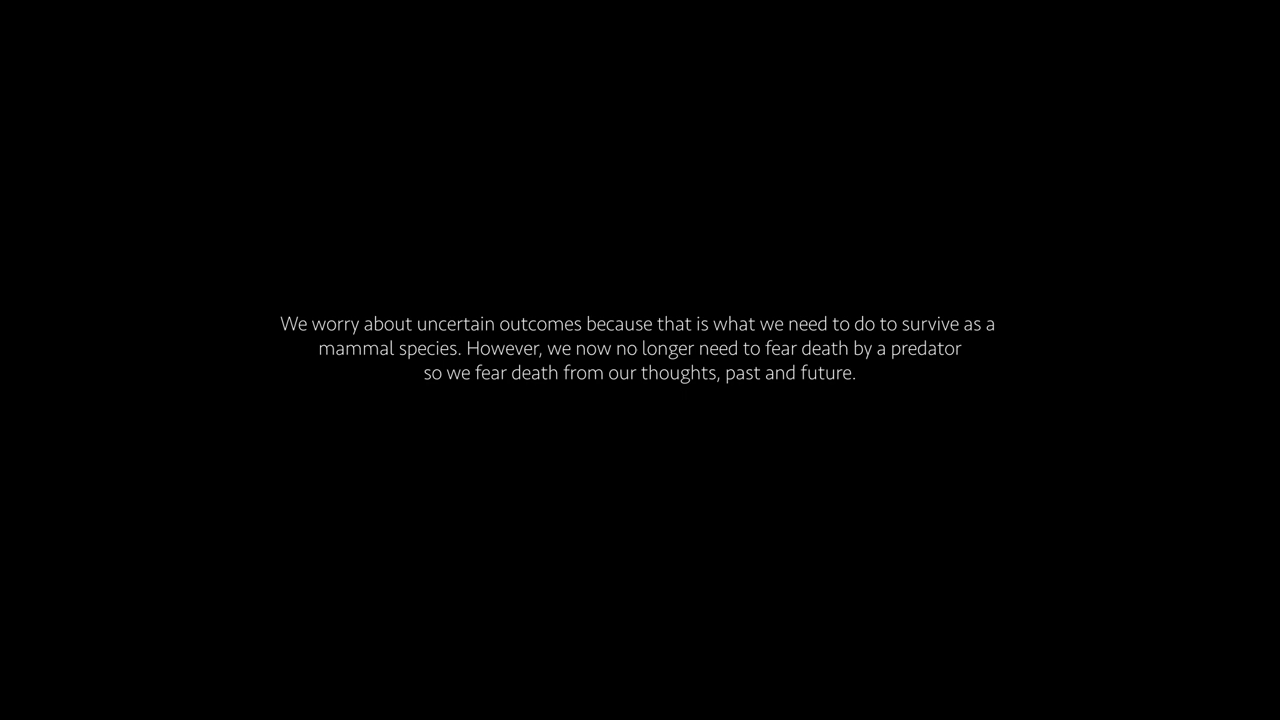 We worry about uncertain outcomes because that is what we need to do to survive as a
mammal species. However, we now no longer need to fear death by a predator
so we fear death from our thoughts, past and future.